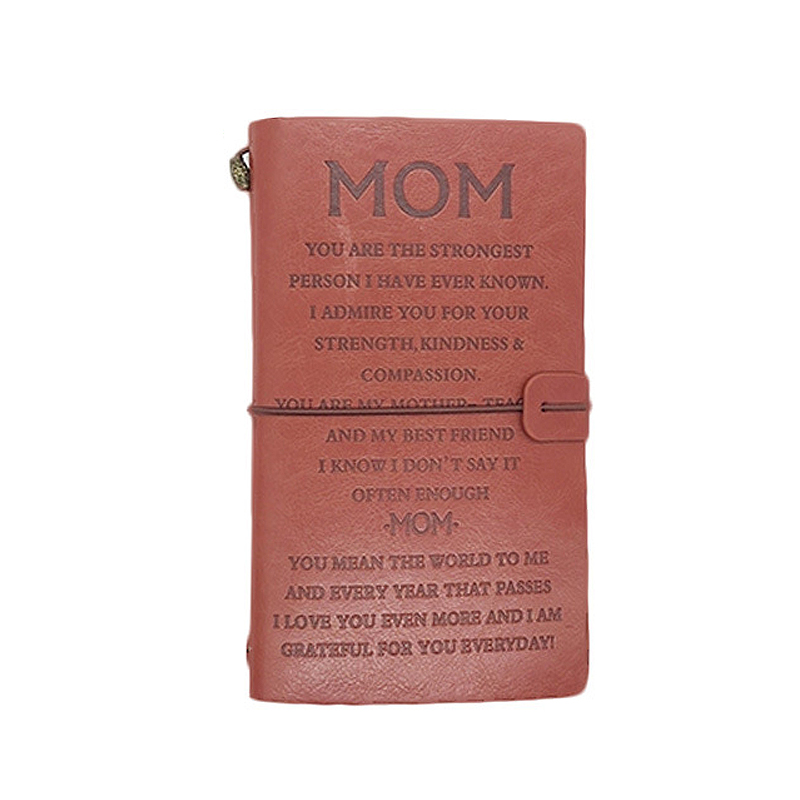 MOM
YOU ARE THE STRONGEST
PERSON I HAVE EVER KNOWN.
I ADMIRE YOU FOR YOUR
STRENGTH,KINDNESS &
COMPASSION.
YOU ARE MY MOTHER-
AND MY BEST FRIEND
I KNOW I DON'T SAY IT
OFTEN ENOUGH
·MOM·
YOU MEAN THE WORLD TO ME
AND EVERY YEAR THAT PASSES
I LOVE YOU EVEN MORE AND I AM
GRATEFUL FOR YOU EVERYDAY!